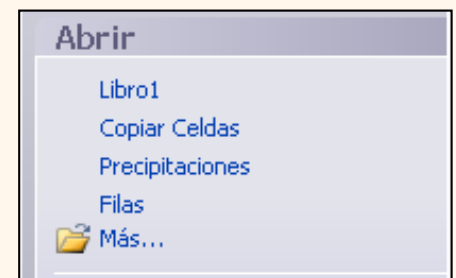 Abrir
Libro1
Copiar Celdas
Precipitaciones
Filas
Más...